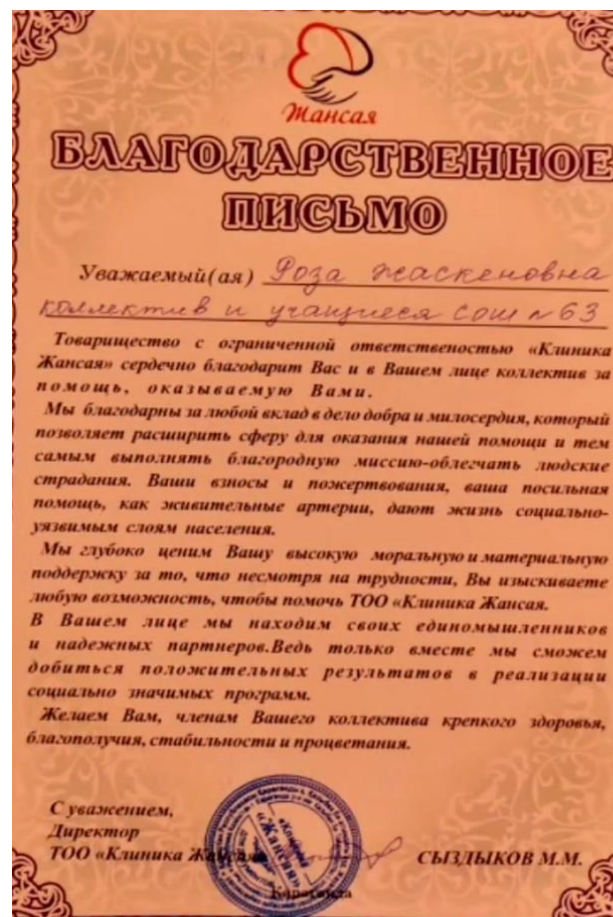 Жансая
БЛАГОДАРСТВЕННОЕ
ПИСЬМО
Уважаемый(ая) Роза Жаскеновна
коллектив и учащиеся СОШ №63
Товарищество с ограниченной ответственостью «Клиника
Жансая» сердечно благодарит Вас и в Вашем лице коллектив за
помощь, оказываемую Вами.
Мы благодарны за любой вклад в дело добра и милосердия, который
позволяет расширить сферу для оказания нашей помощи и тем
самым выполнять благородную миссию-облегчать людские
страдания. Ваши взносы и пожертвования, ваша посильная
помощь, как живительные артерии, дают жизнь социально-
уязвимым слоям населения.
Мы глубоко ценим Вашу высокую моральную и материальную
поддержку за то, что несмотря на трудности, Вы изыскиваете
любую возможность, чтобы помочь ТОО «Клиника Жансая.
В Вашем лице мы находим своих единомышленников
и надежных партнеров.Ведь только вместе мы сможем
добиться положительных результатов в реализации
социально значимых программ.
Желаем Вам, членам Вашего коллектива крепкого здоровья,
благополучия, стабильности и процветания.
С уважением,
Директор
ТОО «Клиника Жансая» СЫЗДЫКОВ М.М.
Караганда